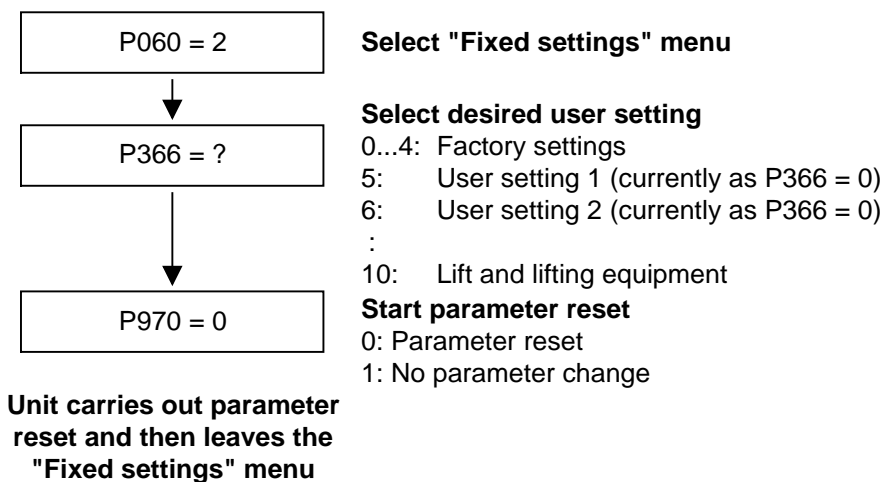 P060 = 2
Select "Fixed settings" menu
P366 = ?
Select desired user setting
0...4: Factory settings
5: User setting 1 (currently as P366 = 0)
6: User setting 2 (currently as P366 = 0)
:
10: Lift and lifting equipment
P970 = 0
Start parameter reset
0: Parameter reset
1: No parameter change
Unit carries out parameter
reset and then leaves the
"Fixed settings" menu